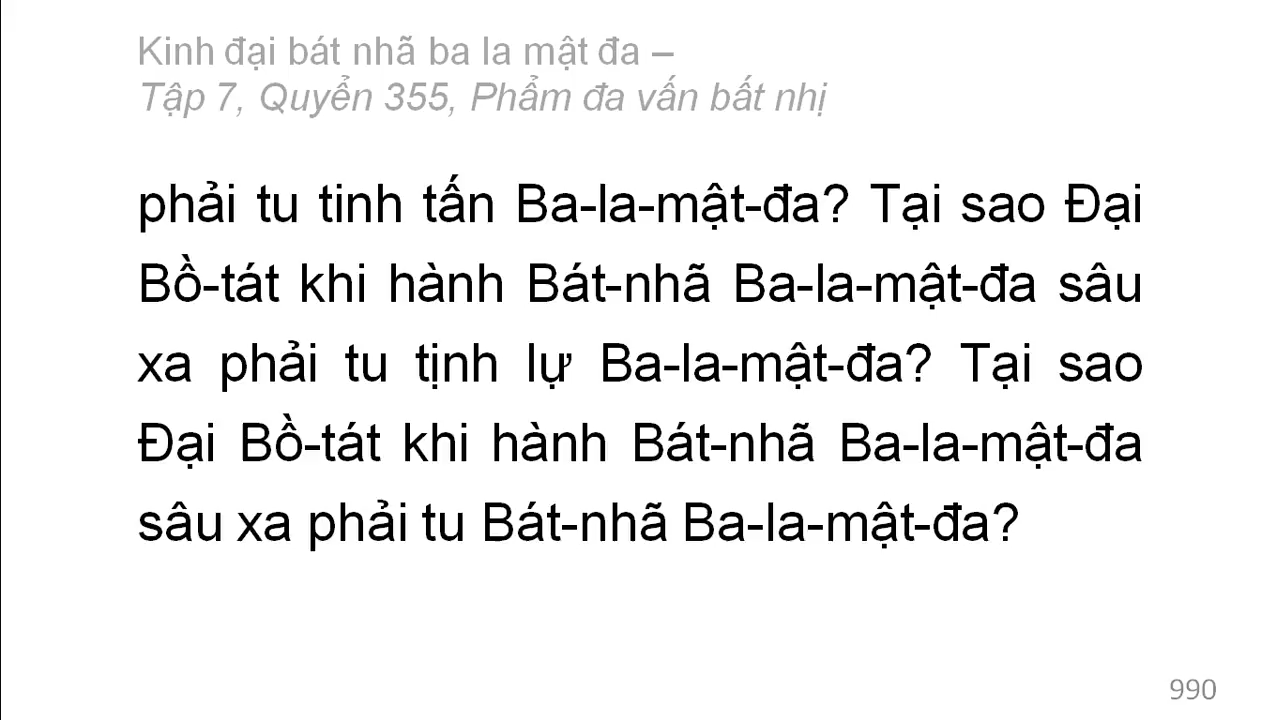 Kinh đại bát nhã ba la mật đa –
Tập 7, Quyển 355, Phẩm đa vấn bất nhị
phải tu tinh tấn Ba-la-mật-đa? Tại sao Đại
Bồ-tát khi hành Bát-nhã Ba-la-mật-đa sâu
xa phải tu tịnh lự Ba-la-mật-đa? Tại sao
Đại Bồ-tát khi hành Bát-nhã Ba-la-mật-đa
sâu xa phải tu Bát-nhã Ba-la-mật-đa?
990